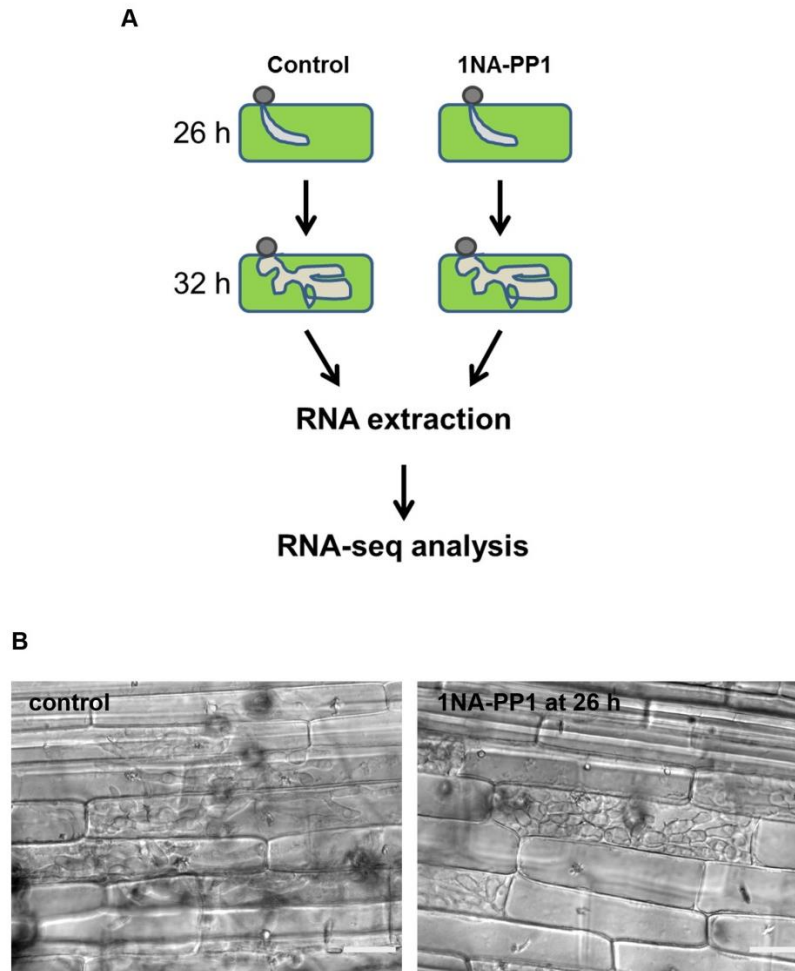 A
Control 1NA-PP1
26 h
32 h
RNA extraction
RNA-seq analysis
B
control 1NA-PP1 at 26 h